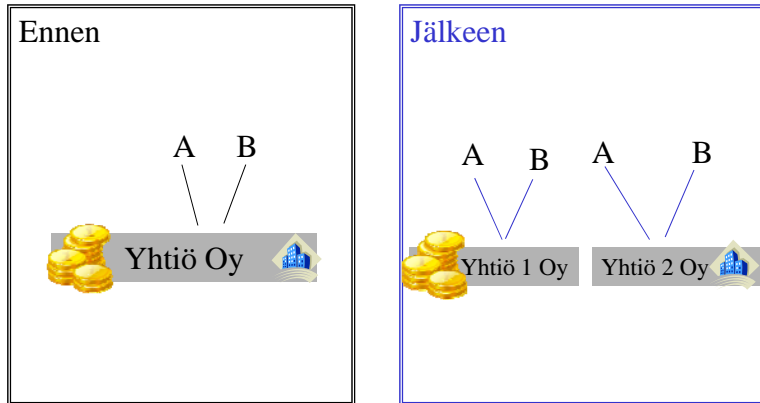 Ennen
A B
Yhtiö Oy
Jälkeen
A B A B
Yhtiö 1 Oy Yhtiö 2 Oy